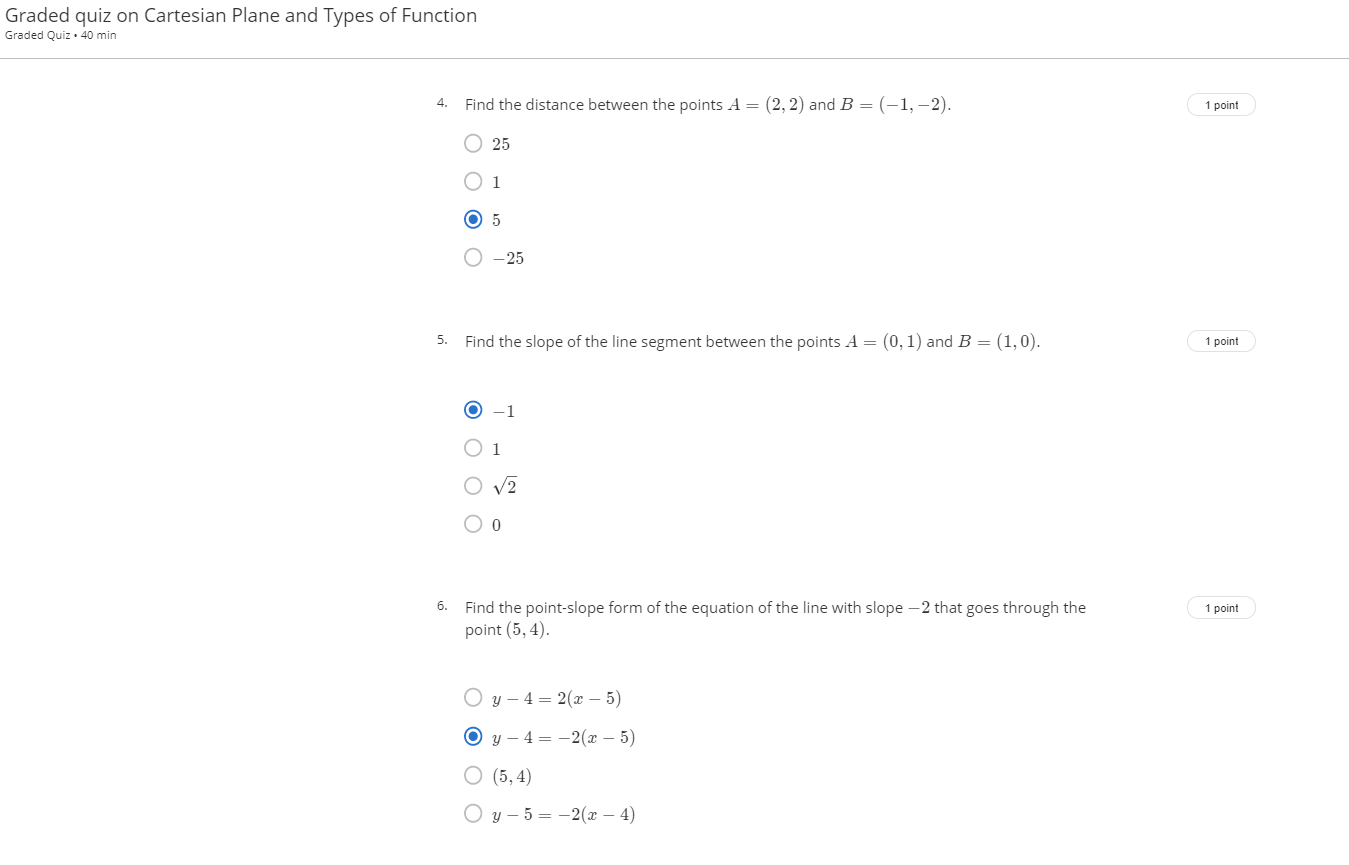 Graded quiz on Cartesian Plane and Types of Function
Graded Quiz • 40 min
4. Find the distance between the points A = (2, 2) and B = (−1, −2). 1 point
25
1
5
−25
5. Find the slope of the line segment between the points A = (0, 1) and B = (1, 0). 1 point
−1
1
√2
0
6. Find the point-slope form of the equation of the line with slope −2 that goes through the 1 point
point (5, 4).
y − 4 = 2(x − 5)
y − 4 = −2(x − 5)
(5, 4)
y − 5 = −2(x − 4)